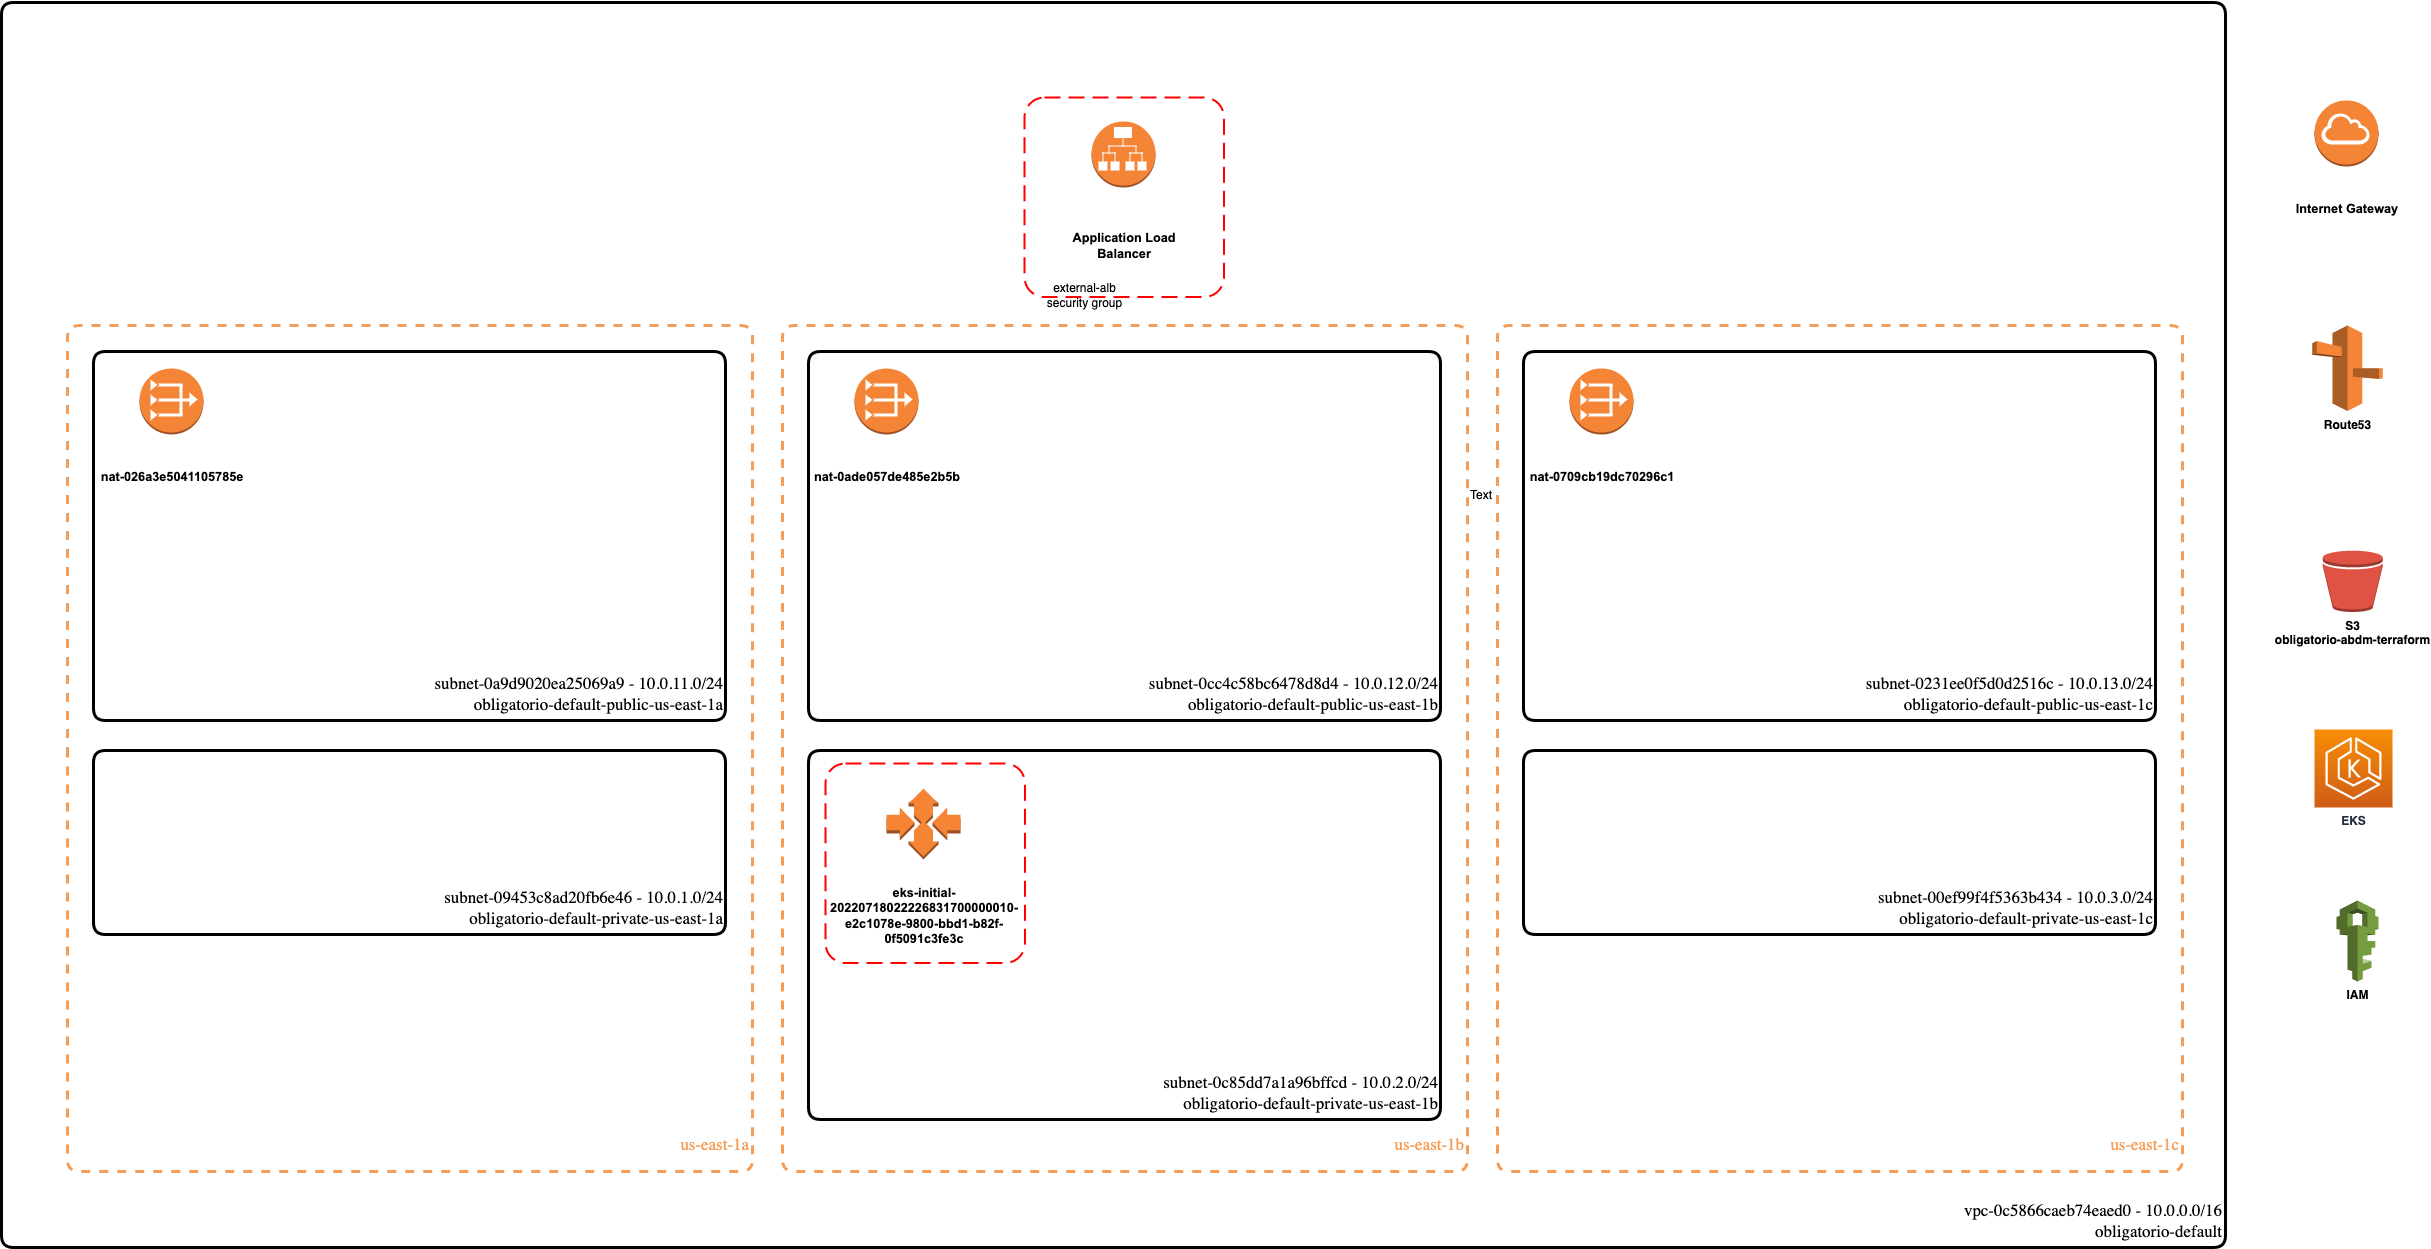 Application Load
Balancer
external-alb
security group
nat-026a3e5041105785e
subnet-0a9d9020ea25069a9 - 10.0.11.0/24
obligatorio-default-public-us-east-1a
subnet-09453c8ad20fb6e46 - 10.0.1.0/24
obligatorio-default-private-us-east-1a
us-east-1a
nat-0ade057de485e2b5b
subnet-0cc4c58bc6478d8d4 - 10.0.12.0/24
obligatorio-default-public-us-east-1b
eks-initial-
20220718022226831700000010-
e2c1078e-9800-bbd1-b82f-
0f5091c3fe3c
subnet-0c85dd7a1a96bffcd - 10.0.2.0/24
obligatorio-default-private-us-east-1b
us-east-1b
Text
nat-0709cb19dc70296c1
subnet-0231ee0f5d0d2516c - 10.0.13.0/24
obligatorio-default-public-us-east-1c
subnet-00ef99f4f5363b434 - 10.0.3.0/24
obligatorio-default-private-us-east-1c
us-east-1c
vpc-0c5866caeb74eaed0 - 10.0.0.0/16
obligatorio-default
Internet Gateway
Route53
S3
obligatorio-abdm-terraform
K
EKS
IAM